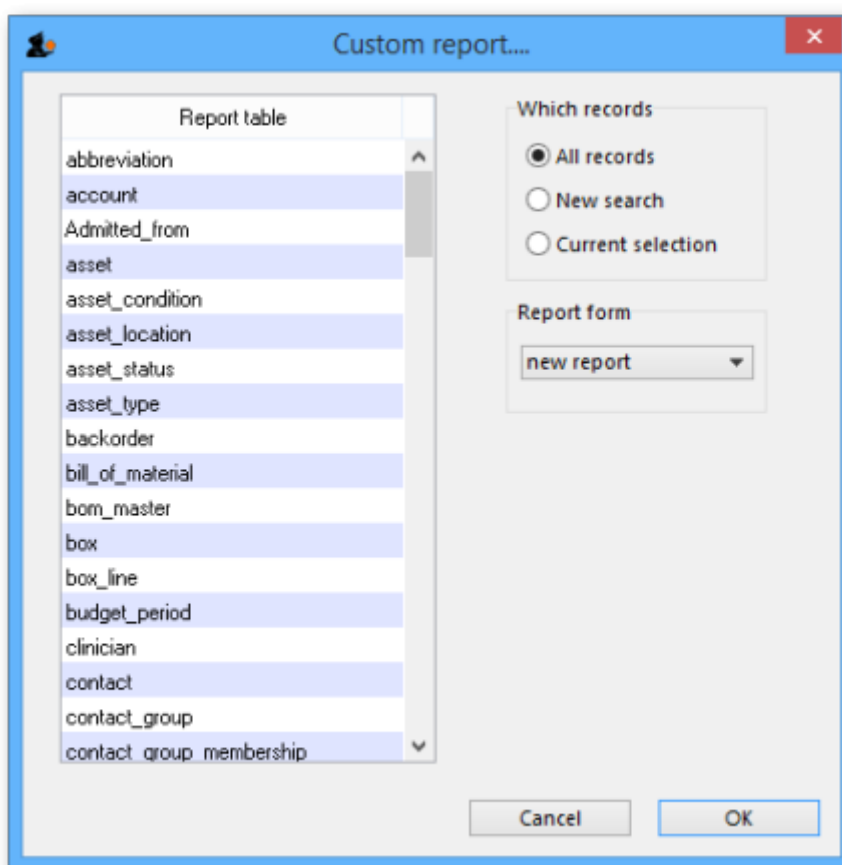 Custom report....
Report table
abbreviation
account
Admitted_from
asset
asset_condition
asset_location
asset_status
asset_type
backorder
bill_of_material
bom_master
box
box_line
budget_period
clinician
contact
contact_group
contact_group_membership
Which records
All records
New search
Current selection
Report form
new report
Cancel
OK